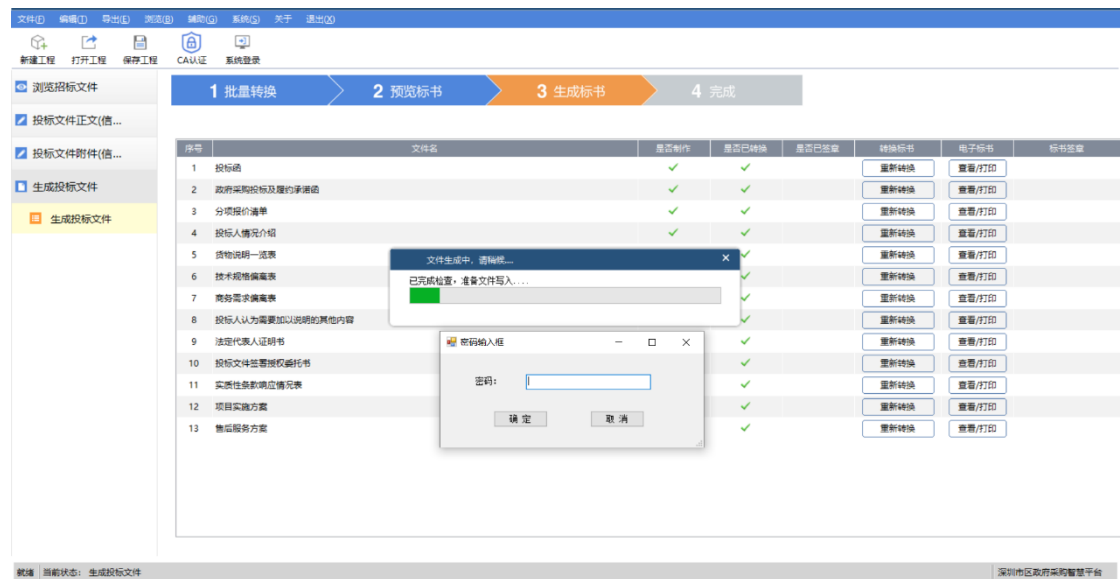 文件(F) 编辑(T) 导出(E) 浏览(B) 辅助(G) 系统(S) 关于 退出(X)
新建工程 打开工程 保存工程 CA认证 系统登录
浏览招标文件
投标文件正文(信...
投标文件附件(信...
生成投标文件
生成投标文件
1 批量转换 2 预览标书 3 生成标书 4 完成
序号 文件名 是否制作 是否已转换 是否已签章 转换标书 电子标书 标书签章
1 投标函 重新转换 查看/打印
2 政府采购投标及履约承诺函 重新转换 查看/打印
3 分项报价清单 重新转换 查看/打印
4 投标人情况介绍 重新转换 查看/打印
5 货物说明一览表 重新转换 查看/打印
6 技术规格偏离表 重新转换 查看/打印
7 商务需求偏离表 重新转换 查看/打印
8 投标人认为需要加以说明的其他内容 重新转换 查看/打印
9 法定代表人证明书 重新转换 查看/打印
10 投标文件签署授权委托书 重新转换 查看/打印
11 实质性条款响应情况表 重新转换 查看/打印
12 项目实施方案 重新转换 查看/打印
13 售后服务方案 重新转换 查看/打印
文件生成中，请稍候...
已完成检查，准备文件写入....
密码输入框
密码：
确定 取消
就绪 当前状态： 生成投标文件 深圳市区政府采购智慧平台